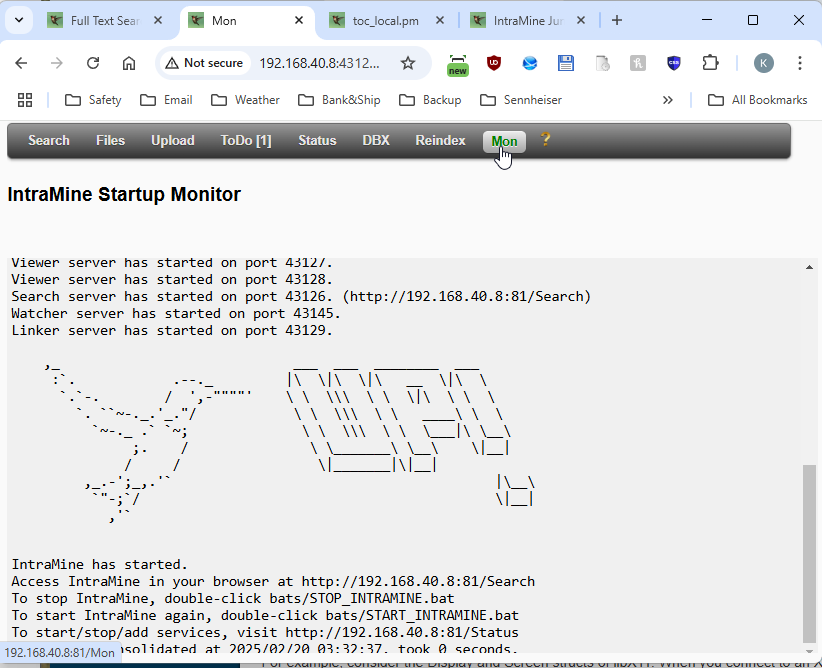 Full Text Sear
Mon
toc_local.pm
IntraMine Jur
Not secure
192.168.40.8:4312...
new
K
Safety
Email
Weather
Bank&Ship
Backup
Sennheiser
All Bookmarks
Search
Files
Upload
ToDo [1]
Status
DBX
Reindex
Mon
?
IntraMine Startup Monitor
Viewer server has started on port 43127.
Viewer server has started on port 43128.
Search server has started on port 43126. (http://192.168.40.8:81/Search)
Watcher server has started on port 43145.
Linker server has started on port 43129.
UP!
IntraMine has started.
Access IntraMine in your browser at http://192.168.40.8:81/Search
To stop IntraMine, double-click bats/STOP_INTRAMINE.bat
To start IntraMine again, double-click bats/START_INTRAMINE.bat
To start/stop/add services, visit http://192.168.40.8:81/Status
nsolidated at 2025/02/20 03:32:37, took 0 seconds.
192.168.40.8:81/Mon